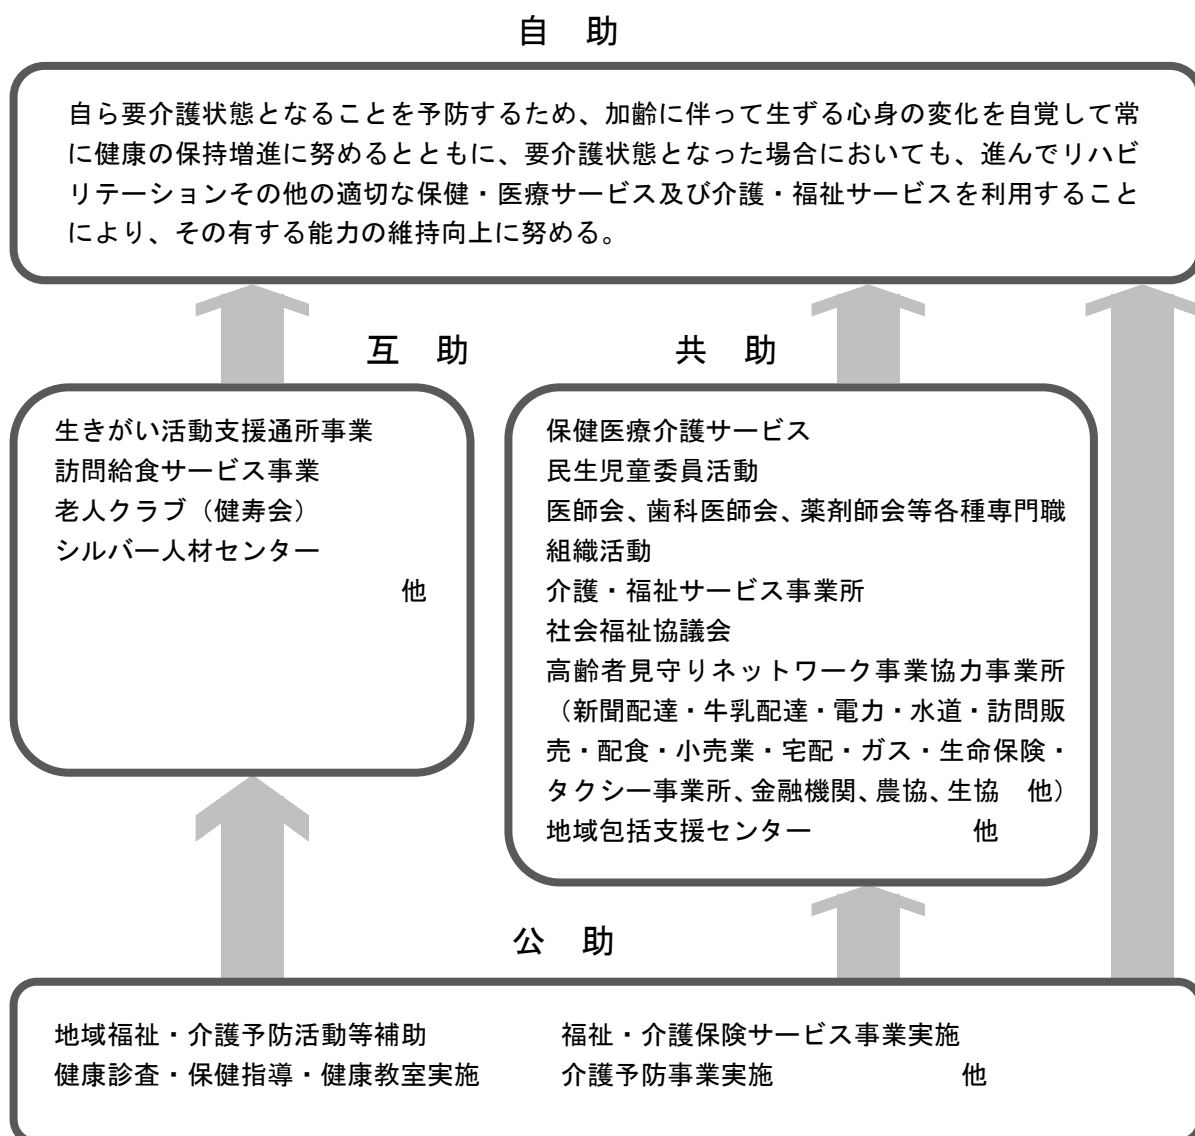 自　助
自ら要介護状態となることを予防するため、加齢に伴って生ずる心身の変化を自覚して常
に健康の保持増進に努めるとともに、要介護状態となった場合においても、進んでリハビ
リテーションその他の適切な保健・医療サービス及び介護・福祉サービスを利用すること
により、その有する能力の維持向上に努める。
互　助
生きがい活動支援通所事業
訪問給食サービス事業
老人クラブ（健寿会）
シルバー人材センター
他
共　助
保健医療介護サービス
民生児童委員活動
医師会、歯科医師会、薬剤師会等各種専門職
組織活動
介護・福祉サービス事業所
社会福祉協議会
高齢者見守りネットワーク事業協力事業所
（新聞配達・牛乳配達・電力・水道・訪問販
売・配食・小売業・宅配・ガス・生命保険・
タクシー事業所、金融機関、農協、生協　他）
地域包括支援センター　　　　　　他
公　助
地域福祉・介護予防活動等補助　　　　　福祉・介護保険サービス事業実施
健康診査・保健指導・健康教室実施　　　介護予防事業実施　　　　　　　他